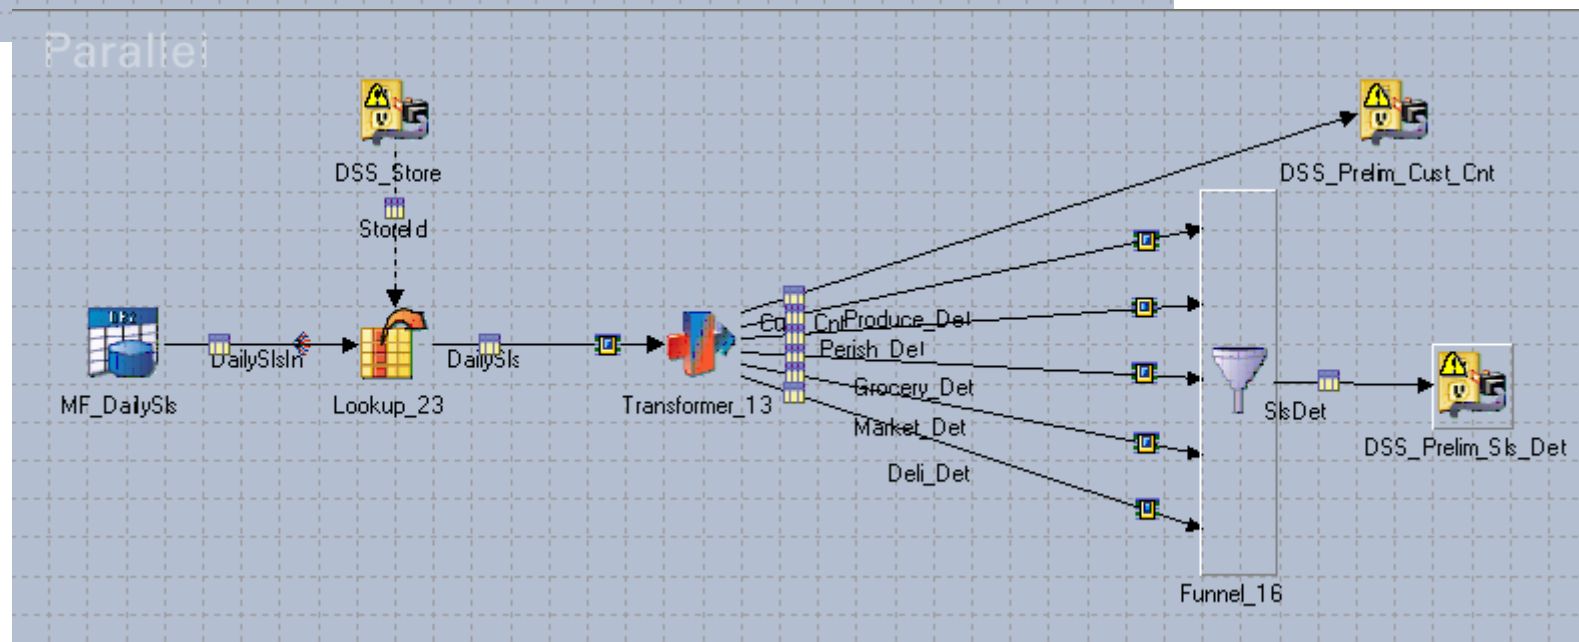 Parallel
DSS_Store
DSS_Prelim_Cust_Cnt
StoreId
Produce_Det
DailySlsIn
DailySls
Perish_Det
MF_DailySls
Lookup_23
Transformer_13
Grocery_Det
SlsDet
Market_Det
DSS_Prelim_Sls_Det
Deli_Det
Funnel_16